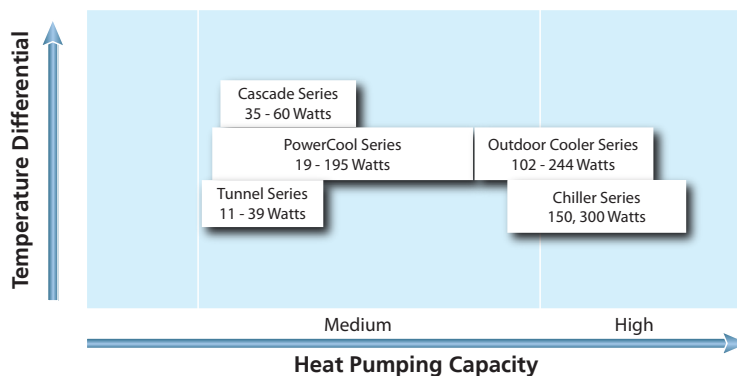 Temperature Differential
Cascade Series
35 - 60 Watts
PowerCool Series
19 - 195 Watts
Outdoor Cooler Series
102 - 244 Watts
Tunnel Series
11 - 39 Watts
Chiller Series
150, 300 Watts
Medium
High
Heat Pumping Capacity